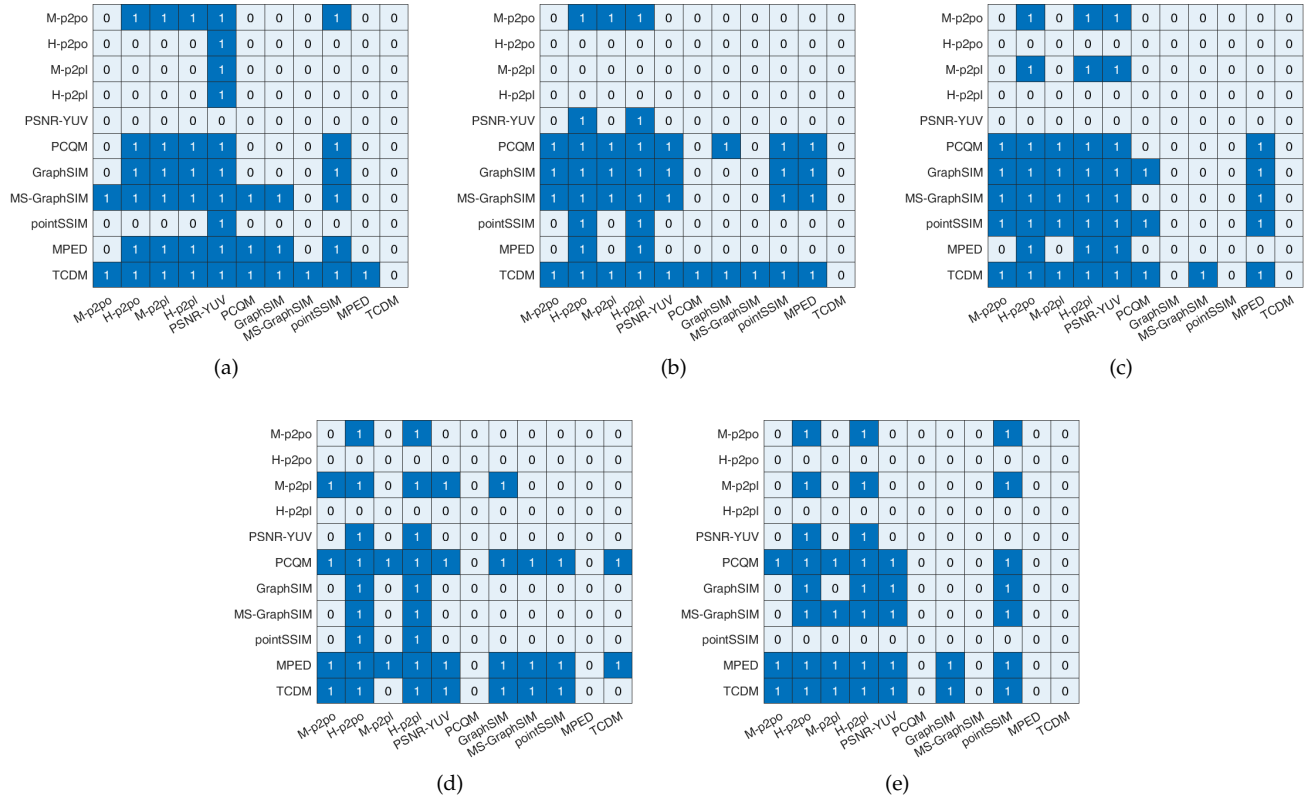 M-p2po 0 1 1 1 1 0 0 0 1 0 0
H-p2po 0 0 0 0 1 0 0 0 0 0 0
M-p2pl 0 0 0 0 1 0 0 0 0 0 0
H-p2pl 0 0 0 0 1 0 0 0 0 0 0
PSNR-YUV 0 0 0 0 0 0 0 0 0 0 0
PCQM 0 1 1 1 1 0 0 0 1 0 0
GraphSIM 0 1 1 1 1 0 0 0 1 0 0
MS-GraphSIM 1 1 1 1 1 1 1 0 1 0 0
pointSSIM 0 0 0 0 1 0 0 0 0 0 0
MPED 0 1 1 1 1 1 1 0 1 0 0
TCDM 1 1 1 1 1 1 1 1 1 1 0
M-p2po H-p2po M-p2pl H-p2pl PSNR-YUV PCQM GraphSIM MS-GraphSIM pointSSIM MPED TCDM
(a)
M-p2po 0 1 1 1 0 0 0 0 0 0 0
H-p2po 0 0 0 0 0 0 0 0 0 0 0
M-p2pl 0 0 0 0 0 0 0 0 0 0 0
H-p2pl 0 0 0 0 0 0 0 0 0 0 0
PSNR-YUV 0 1 0 1 0 0 0 0 0 0 0
PCQM 1 1 1 1 1 0 1 0 1 1 0
GraphSIM 1 1 1 1 1 0 0 0 1 1 0
MS-GraphSIM 1 1 1 1 1 0 0 0 1 1 0
pointSSIM 0 1 0 1 0 0 0 0 0 0 0
MPED 0 1 0 1 0 0 0 0 0 0 0
TCDM 1 1 1 1 1 1 1 1 1 1 0
M-p2po H-p2po M-p2pl H-p2pl PSNR-YUV PCQM GraphSIM MS-GraphSIM pointSSIM MPED TCDM
(b)
M-p2po 0 1 0 1 1 0 0 0 0 0 0
H-p2po 0 0 0 0 0 0 0 0 0 0 0
M-p2pl 0 1 0 1 1 0 0 0 0 0 0
H-p2pl 0 0 0 0 0 0 0 0 0 0 0
PSNR-YUV 0 0 0 0 0 0 0 0 0 0 0
PCQM 1 1 1 1 1 0 0 0 0 1 0
GraphSIM 1 1 1 1 1 1 0 0 0 1 0
MS-GraphSIM 1 1 1 1 1 0 0 0 0 1 0
pointSSIM 1 1 1 1 1 1 0 0 0 1 0
MPED 0 1 0 1 1 0 0 0 0 0 0
TCDM 1 1 1 1 1 1 0 1 0 1 0
M-p2po H-p2po M-p2pl H-p2pl PSNR-YUV PCQM GraphSIM MS-GraphSIM pointSSIM MPED TCDM
(c)
M-p2po 0 1 0 1 0 0 0 0 0 0 0
H-p2po 0 0 0 0 0 0 0 0 0 0 0
M-p2pl 1 1 0 1 1 0 1 0 0 0 0
H-p2pl 0 0 0 0 0 0 0 0 0 0 0
PSNR-YUV 0 1 0 1 0 0 0 0 0 0 0
PCQM 1 1 1 1 1 0 1 1 1 0 1
GraphSIM 0 1 0 1 0 0 0 0 0 0 0
MS-GraphSIM 0 1 0 1 0 0 0 0 0 0 0
pointSSIM 0 1 0 1 0 0 0 0 0 0 0
MPED 1 1 1 1 1 0 1 1 1 0 1
TCDM 1 1 0 1 1 0 1 1 1 0 0
M-p2po H-p2po M-p2pl H-p2pl PSNR-YUV PCQM GraphSIM MS-GraphSIM pointSSIM MPED TCDM
(d)
M-p2po 0 1 0 1 0 0 0 0 1 0 0
H-p2po 0 0 0 0 0 0 0 0 0 0 0
M-p2pl 0 1 0 1 0 0 0 0 1 0 0
H-p2pl 0 0 0 0 0 0 0 0 0 0 0
PSNR-YUV 0 1 0 1 0 0 0 0 0 0 0
PCQM 1 1 1 1 1 0 0 0 1 0 0
GraphSIM 0 1 0 1 1 0 0 0 1 0 0
MS-GraphSIM 0 1 1 1 1 0 0 0 1 0 0
pointSSIM 0 0 0 0 0 0 0 0 0 0 0
MPED 1 1 1 1 1 0 1 0 1 0 0
TCDM 1 1 1 1 1 0 1 0 1 0 0
M-p2po H-p2po M-p2pl H-p2pl PSNR-YUV PCQM GraphSIM MS-GraphSIM pointSSIM MPED TCDM
(e)